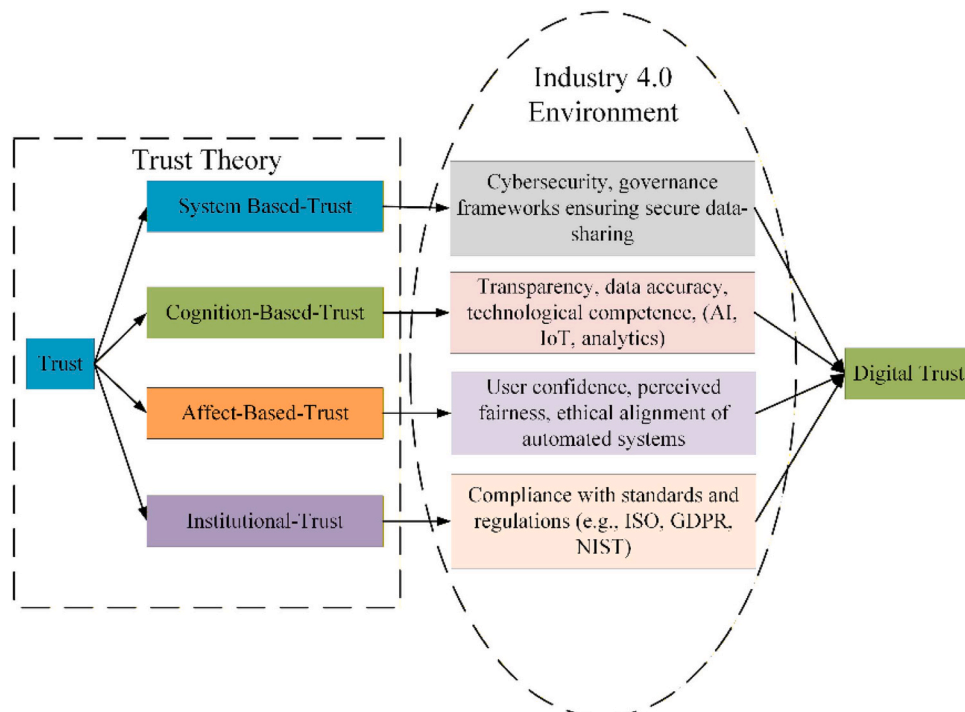 Industry 4.0
Environment
Trust Theory
System Based-Trust
Cybersecurity, governance
frameworks ensuring secure data-
sharing
Cognition-Based-Trust
Transparency, data accuracy,
technological competence, (AI,
IoT, analytics)
Trust
Digital Trust
Affect-Based-Trust
User confidence, perceived
fairness, ethical alignment of
automated systems
Institutional-Trust
Compliance with standards and
regulations (e.g., ISO, GDPR,
NIST)